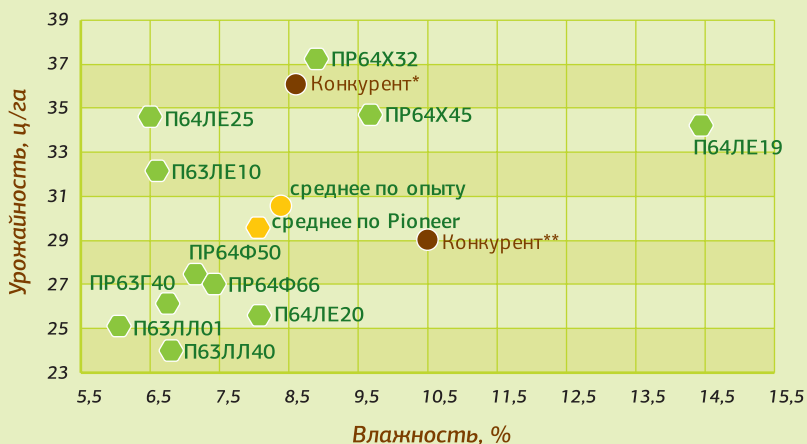 39
37
35
33
31
29
27
25
23
Урожайность, ц/га
ПР64Х32
Конкурент*
ПР64Х45
П64ЛЕ25
П64ЛЕ19
П63ЛЕ10
среднее по опыту
среднее по Pioneer
Конкурент**
ПР64Ф50
ПР63Г40
ПР64Ф66
П64ЛЕ20
П63ЛЛ01
П63ЛЛ40
5,5 6,5 7,5 8,5 9,5 10,5 11,5 12,5 13,5 14,5 15,5
Влажность, %